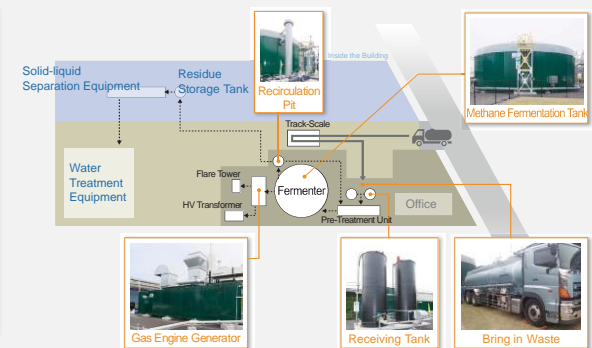 Inside the Building
Solid-liquid
Separation Equipment
Residue
Storage Tank
Recirculation
Pit
Methane Fermentation Tank
Track-Scale
Water
Treatment
Equipment
Flare Tower
Fermenter
HV Transformer
Office
Pre-Treatment Unit
Gas Engine Generator
Receiving Tank
Bring in Waste